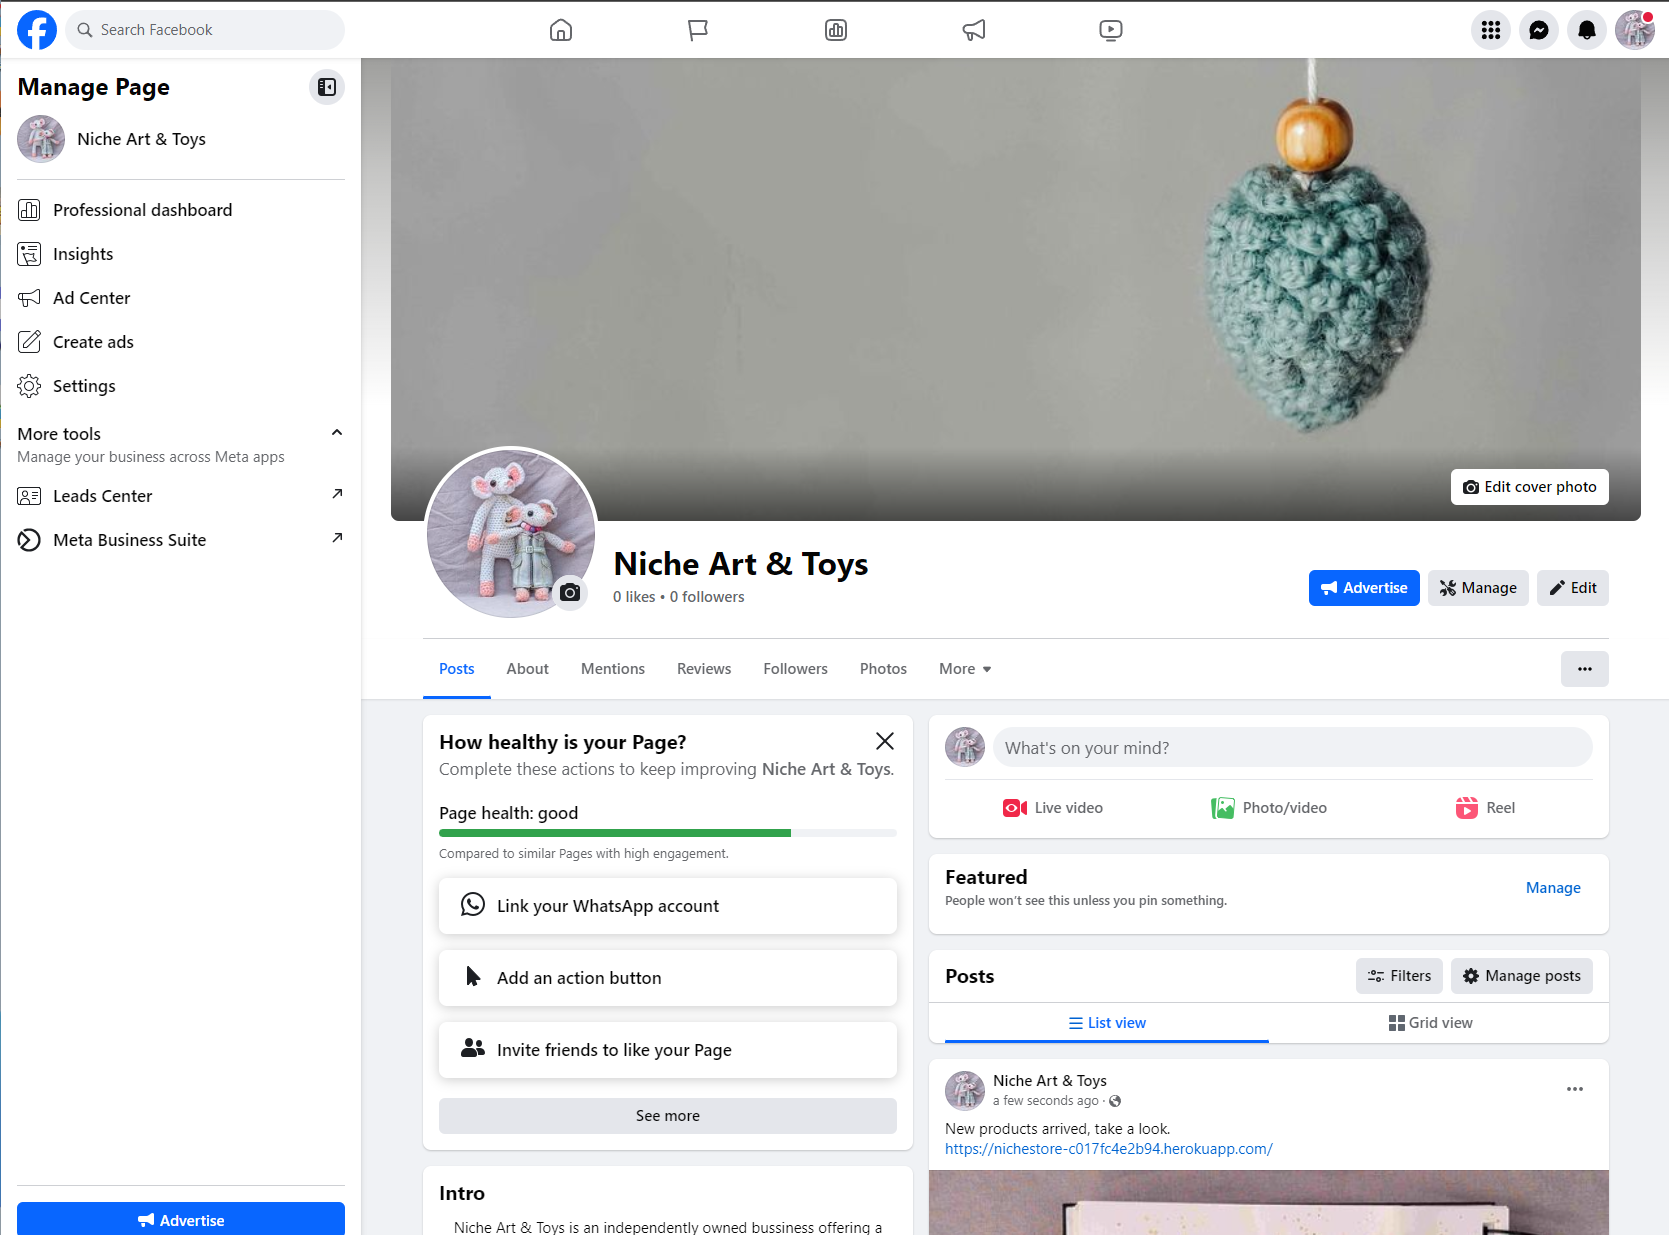 Search Facebook
Manage Page
Niche Art & Toys
Professional dashboard
Insights
Ad Center
Create ads
Settings
More tools
Manage your business across Meta apps
Leads Center
Meta Business Suite
Advertise
Edit cover photo
Niche Art & Toys
0 likes • 0 followers
Advertise
Manage
Edit
Posts About Mentions Reviews Followers Photos More
How healthy is your Page?
Complete these actions to keep improving Niche Art & Toys.
Page health: good
Compared to similar Pages with high engagement.
Link your WhatsApp account
Add an action button
Invite friends to like your Page
See more
Intro
Niche Art & Toys is an independently owned bussiness offering a
What's on your mind?
Live video
Photo/video
Reel
Featured
People won't see this unless you pin something.
Manage
Posts
Filters
Manage posts
List view
Grid view
Niche Art & Toys
a few seconds ago ·
New products arrived, take a look.
https://nichestore-c017fc4e2b94.herokuapp.com/